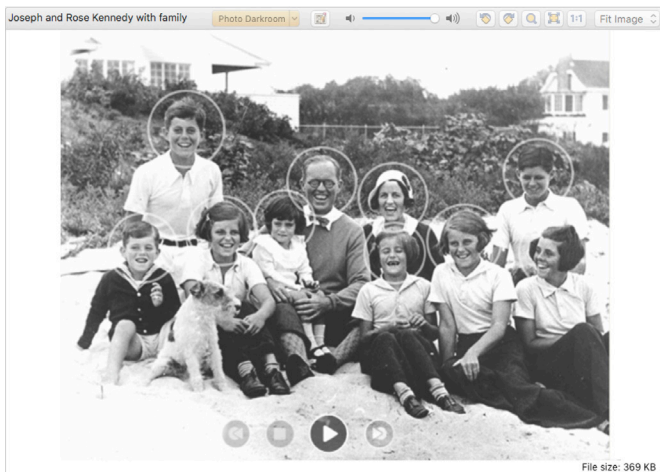 Joseph and Rose Kennedy with family
Photo Darkroom
1:1
Fit Image
File size: 369 KB